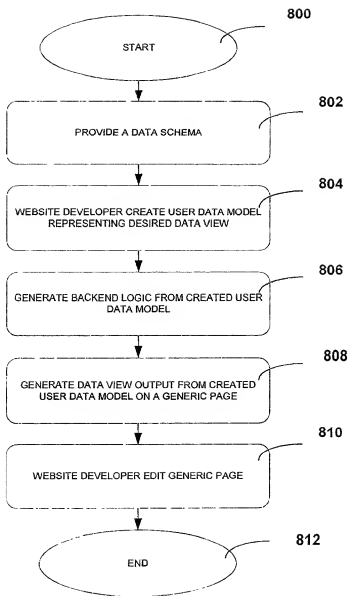 800
START
802
PROVIDE A DATA SCHEMA
804
WEBSITE DEVELOPER CREATE USER DATA MODEL
REPRESENTING DESIRED DATA VIEW
806
GENERATE BACKEND LOGIC FROM CREATED USER
DATA MODEL
808
GENERATE DATA VIEW OUTPUT FROM CREATED
USER DATA MODEL ON A GENERIC PAGE
810
WEBSITE DEVELOPER EDIT GENERIC PAGE
812
END